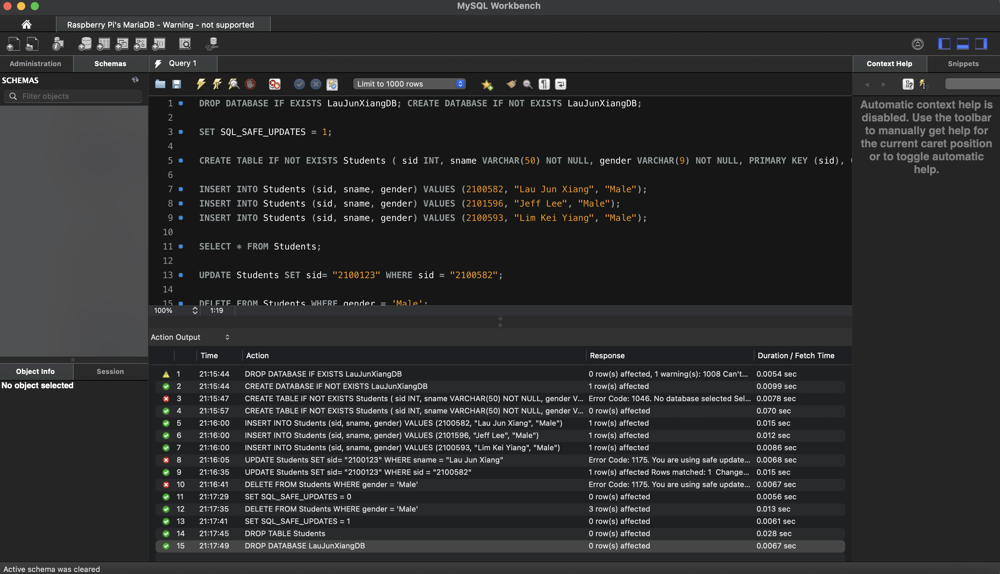 MySQL Workbench
Raspberry Pi's MariaDB - Warning - not supported
Administration
Schemas
Query 1
Context Help
Snippets
SCHEMAS
Filter objects
Limit to 1000 rows
Automatic context help is
disabled. Use the toolbar
to manually get help for
the current caret position
or to toggle automatic
help.
1 DROP DATABASE IF EXISTS LauJunXiangDB; CREATE DATABASE IF NOT EXISTS LauJunXiangDB;
2
3 SET SQL_SAFE_UPDATES = 1;
4
5 CREATE TABLE IF NOT EXISTS Students ( sid INT, sname VARCHAR(50) NOT NULL, gender VARCHAR(9) NOT NULL, PRIMARY KEY (sid),
6
7 INSERT INTO Students (sid, sname, gender) VALUES (2100582, "Lau Jun Xiang", "Male");
8 INSERT INTO Students (sid, sname, gender) VALUES (2101596, "Jeff Lee", "Male");
9 INSERT INTO Students (sid, sname, gender) VALUES (2100593, "Lim Kei Yiang", "Male");
10
11 SELECT * FROM Students;
12
13 UPDATE Students SET sid= "2100123" WHERE sid = "2100582";
14
15 DELETE FROM Students WHERE gender = 'Male';
100% 1:19
Action Output
Time Action Response Duration / Fetch Time
1 21:15:44 DROP DATABASE IF EXISTS LauJunXiangDB 0 row(s) affected, 1 warning(s): 1008 Can't... 0.0054 sec
2 21:15:44 CREATE DATABASE IF NOT EXISTS LauJunXiangDB 1 row(s) affected 0.0099 sec
3 21:15:47 CREATE TABLE IF NOT EXISTS Students ( sid INT, sname VARCHAR(50) NOT NULL, gender V... Error Code: 1046. No database selected Sel... 0.0078 sec
4 21:15:57 CREATE TABLE IF NOT EXISTS Students ( sid INT, sname VARCHAR(50) NOT NULL, gender V... 0 row(s) affected 0.070 sec
5 21:16:00 INSERT INTO Students (sid, sname, gender) VALUES (2100582, "Lau Jun Xiang", "Male") 1 row(s) affected 0.015 sec
6 21:16:00 INSERT INTO Students (sid, sname, gender) VALUES (2101596, "Jeff Lee", "Male") 1 row(s) affected 0.012 sec
7 21:16:00 INSERT INTO Students (sid, sname, gender) VALUES (2100593, "Lim Kei Yiang", "Male") 1 row(s) affected 0.0086 sec
8 21:16:05 UPDATE Students SET sid= "2100123" WHERE sname = "Lau Jun Xiang" Error Code: 1175. You are using safe update... 0.0068 sec
9 21:16:35 UPDATE Students SET sid= "2100123" WHERE sid = "2100582" 1 row(s) affected Rows matched: 1 Change... 0.015 sec
10 21:16:41 DELETE FROM Students WHERE gender = 'Male' Error Code: 1175. You are using safe update... 0.0067 sec
11 21:17:29 SET SQL_SAFE_UPDATES = 0 0 row(s) affected 0.0056 sec
12 21:17:35 DELETE FROM Students WHERE gender = 'Male' 3 row(s) affected 0.013 sec
13 21:17:41 SET SQL_SAFE_UPDATES = 1 0 row(s) affected 0.0061 sec
14 21:17:45 DROP TABLE Students 0 row(s) affected 0.028 sec
15 21:17:49 DROP DATABASE LauJunXiangDB 0 row(s) affected 0.0067 sec
Object Info
Session
No object selected
Active schema was cleared